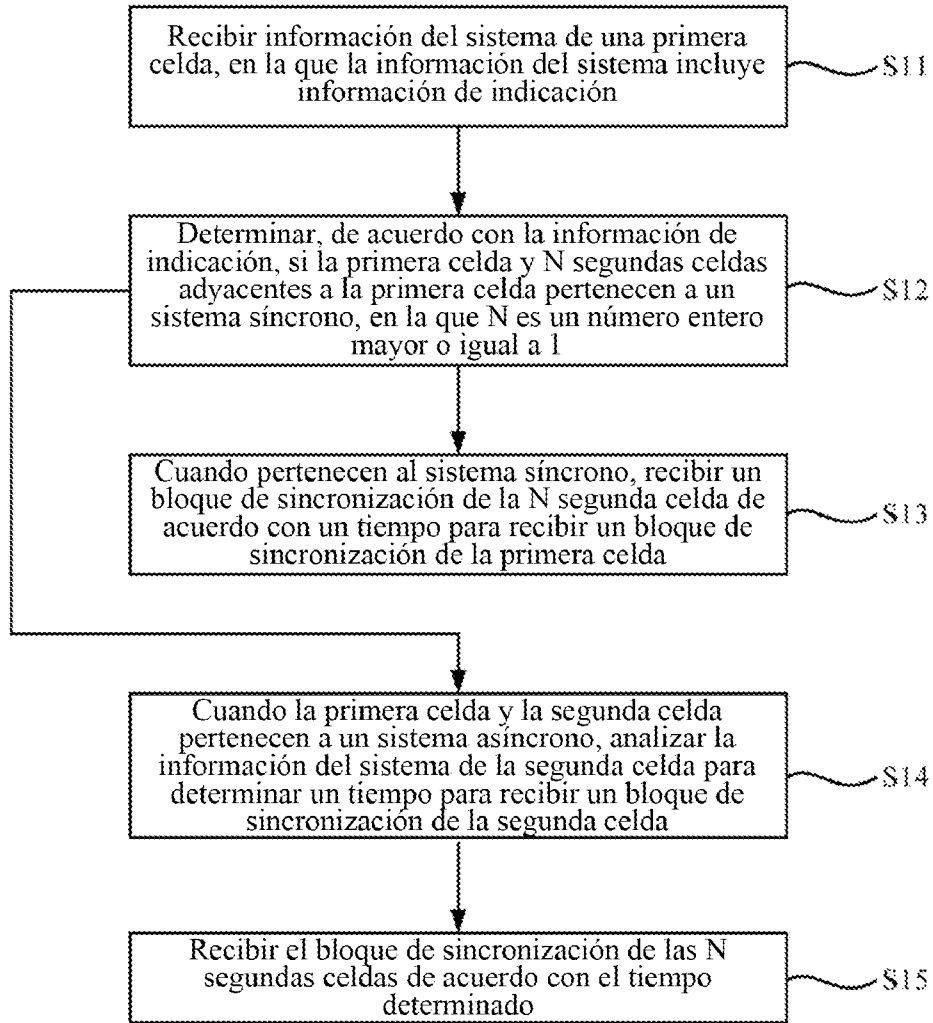 Recibir información del sistema de una primera
celda, en la que la información del sistema incluye
información de indicación
S11
Determinar, de acuerdo con la información de
indicación, si la primera celda y N segundas celdas
adyacentes a la primera celda pertenecen a un
sistema síncrono, en la que N es un número entero
mayor o igual a 1
S12
Cuando pertenecen al sistema síncrono, recibir un
bloque de sincronización de la N segunda celda de
acuerdo con un tiempo para recibir un bloque de
sincronización de la primera celda
S13
Cuando la primera celda y la segunda celda
pertenecen a un sistema asíncrono, analizar la
información del sistema de la segunda celda para
determinar un tiempo para recibir un bloque de
sincronización de la segunda celda
S14
Recibir el bloque de sincronización de las N
segundas celdas de acuerdo con el tiempo
determinado
S15